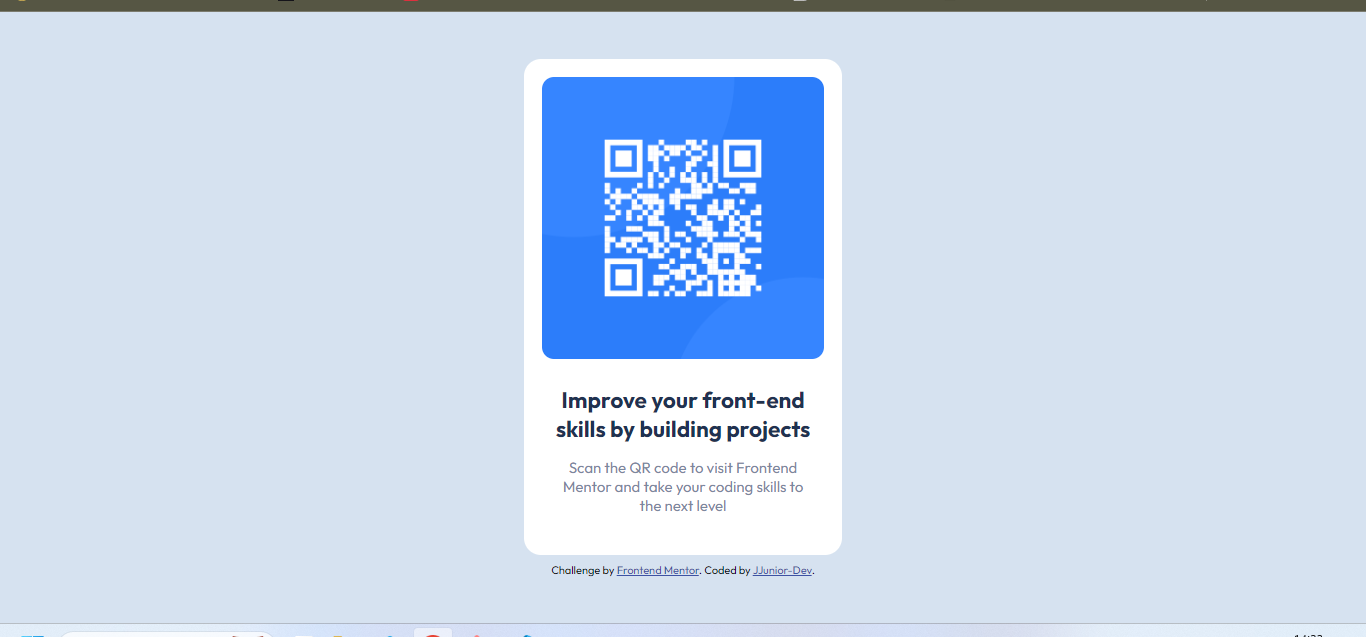 Improve your front-end
skills by building projects
Scan the QR code to visit Frontend
Mentor and take your coding skills to
the next level
Challenge by Frontend Mentor. Coded by JJunior-Dev.